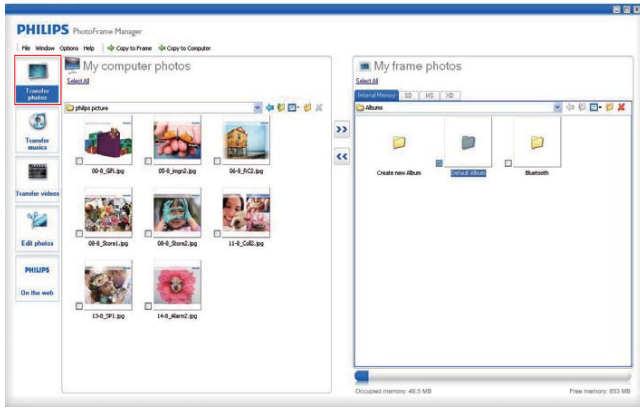 PHILIPS PhotoFrame Manager
File Window Options Help Copy to Frame Copy to Computer
Transfer photos
Transfer musics
Transfer videos
Edit photos
PHILIPS
On the web
My computer photos
Select All
philips picture
00-0_Gift.jpg 05-0_imgn2.jpg 06-0_RC2.jpg
08-0_Store1.jpg 08-0_Store2.jpg 11-0_Coll2.jpg
13-0_SP1.jpg 14-0_Alarm2.jpg
>>
<<
My frame photos
Select All
Internal Memory SD MS XD
Albums
Create new Album Default Album Bluetooth
Occupied memory: 46.5 MB Free memory: 853 MB